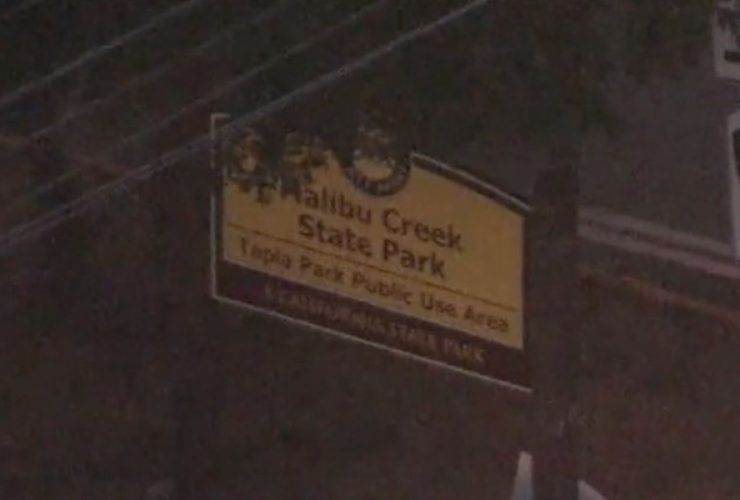 Malibu Creek
State Park
Tapia Park Public Use Area
CALIFORNIA STATE PARK